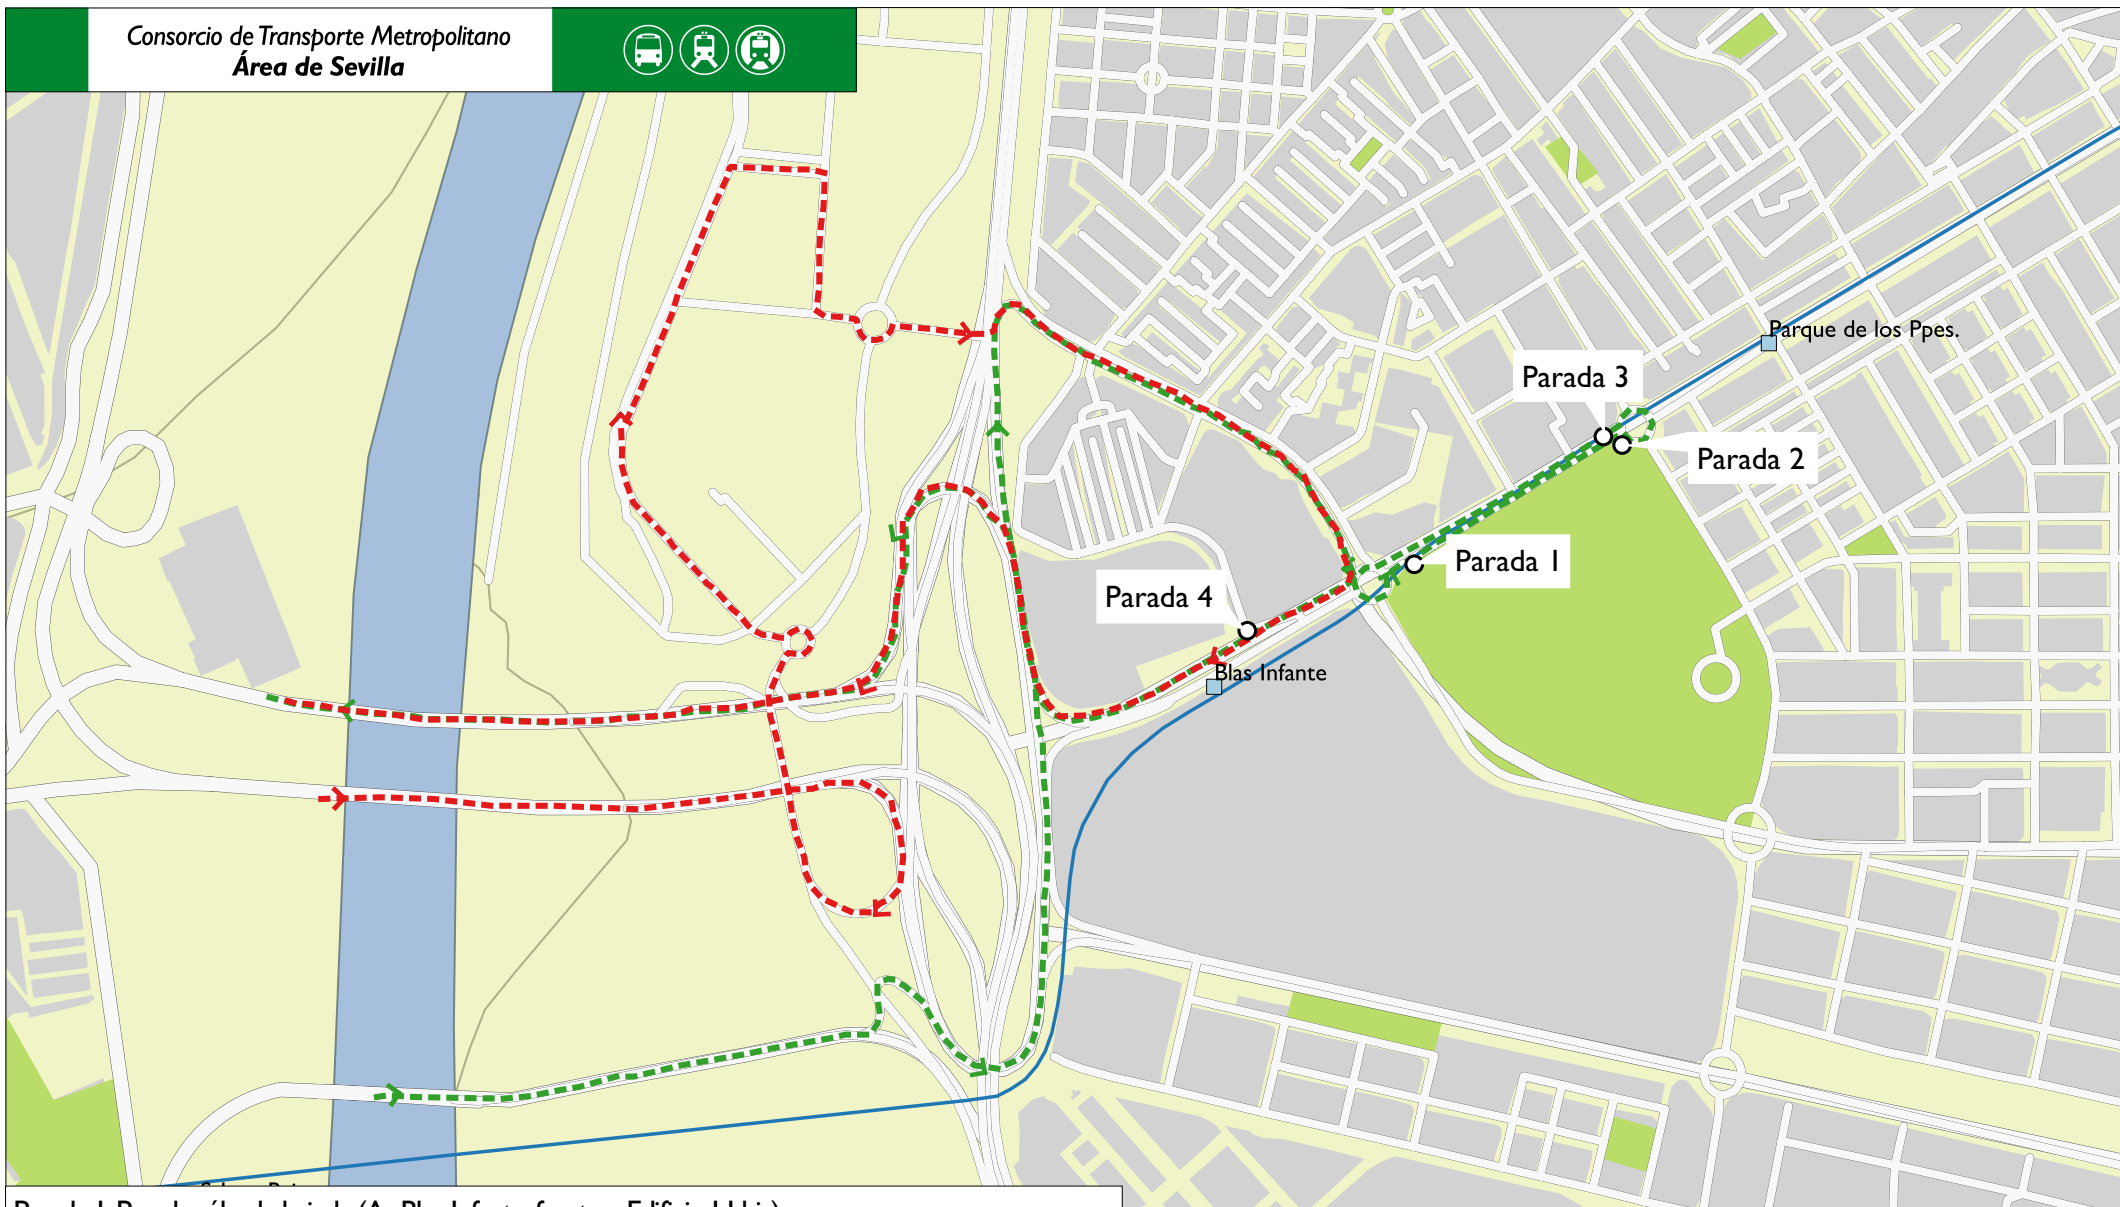 Consorcio de Transporte Metropolitano
Área de Sevilla
Parque de los Ppes.
Parada 3
Parada 2
Parada 1
Parada 4
Blas Infante